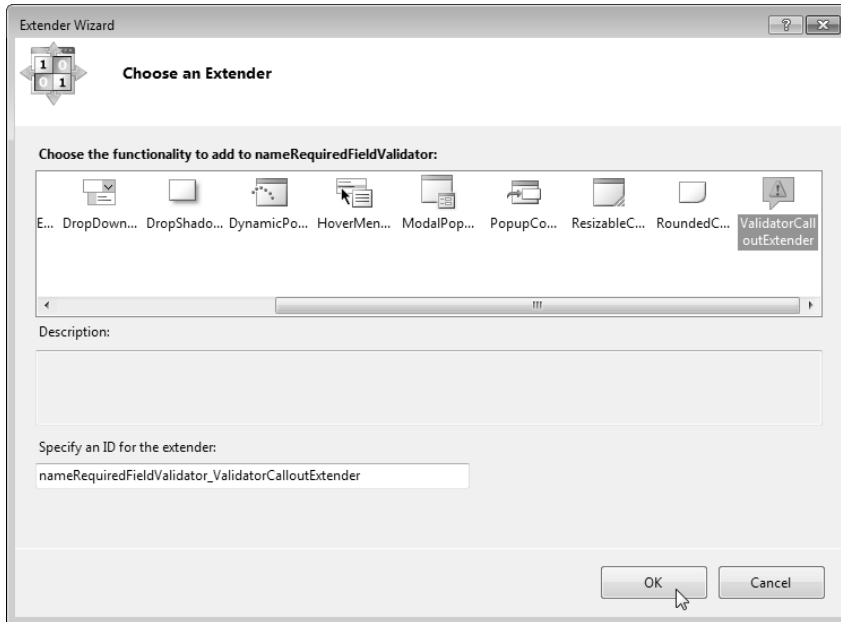 Extender Wizard
Choose an Extender
Choose the functionality to add to nameRequiredFieldValidator:
E... DropDown... DropShado... DynamicPo... HoverMen... ModalPop... PopupCo... ResizableC... RoundedC... ValidatorCall
outExtender
Description:
Specify an ID for the extender:
nameRequiredFieldValidator_ValidatorCalloutExtender
OK Cancel